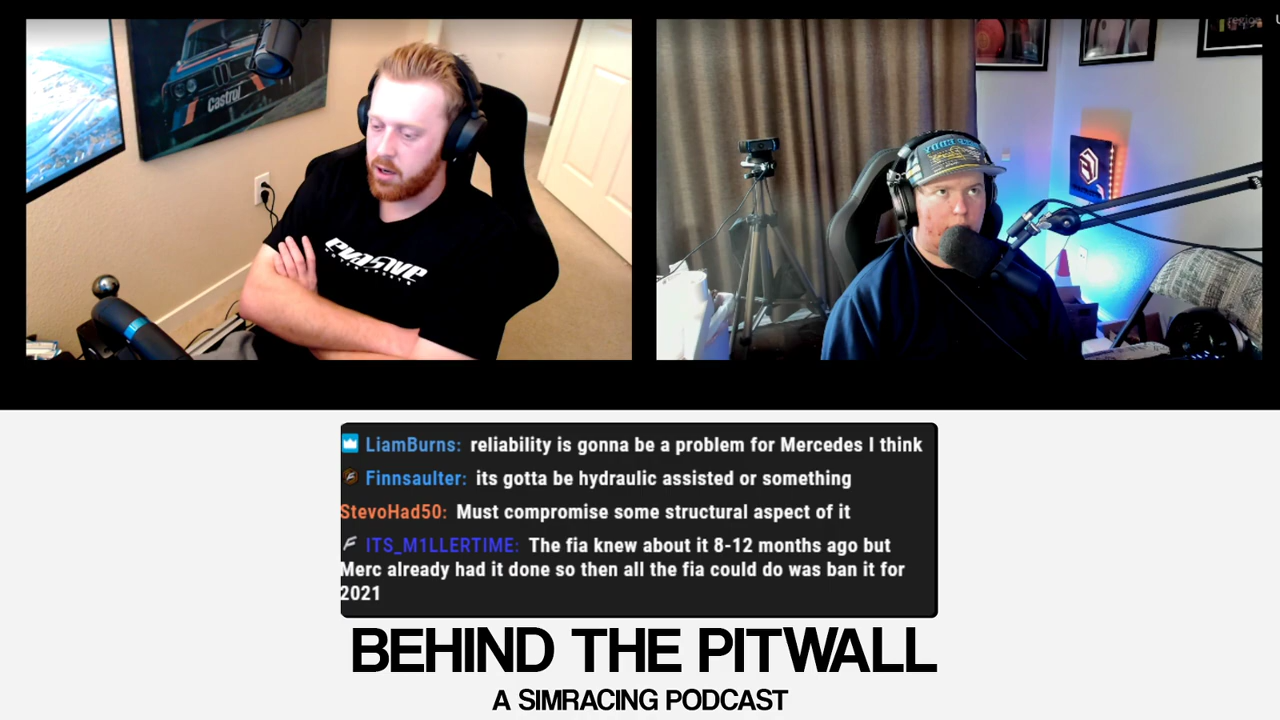 Castrol
evasive
LiamBurns: reliability is gonna be a problem for Mercedes I think
Finnsaulter: its gotta be hydraulic assisted or something
StevoHad50: Must compromise some structural aspect of it
ITS_M1LLERTIME: The fia knew about it 8-12 months ago but
Merc already had it done so then all the fia could do was ban it for
2021
BEHIND THE PITWALL
A SIMRACING PODCAST